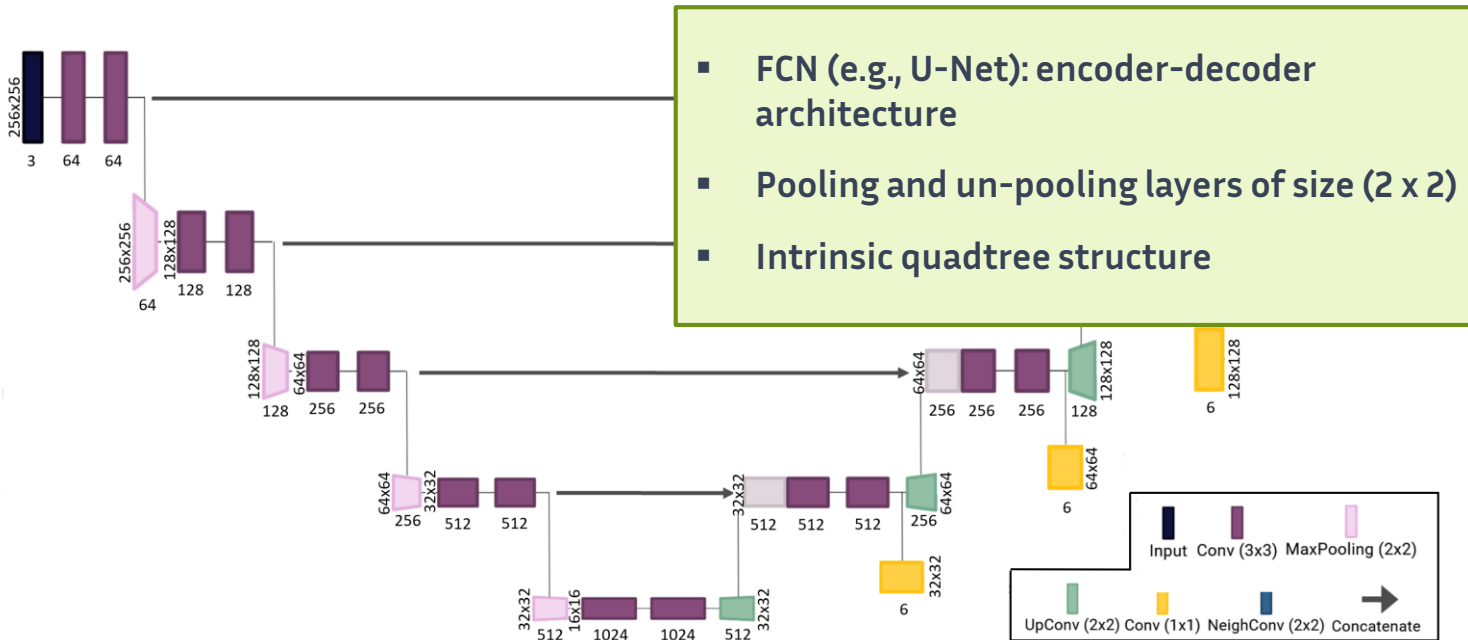 ▪ FCN (e.g., U-Net): encoder-decoder
architecture
▪ Pooling and un-pooling layers of size (2 x 2)
▪ Intrinsic quadtree structure
256x256
3 64 64
256x256 128x128
64 128 128
128x128 64x64
128 256 256
64x64 128x128
256 256 256 128
128x128
6
64x64
6
64x64 32x32
256 512 512
32x32 64x64
512 512 512 256
32x32
6
32x32 16x16 32x32
512 1024 1024 512
Input Conv (3x3) MaxPooling (2x2)
UpConv (2x2) Conv (1x1) NeighConv (2x2) Concatenate